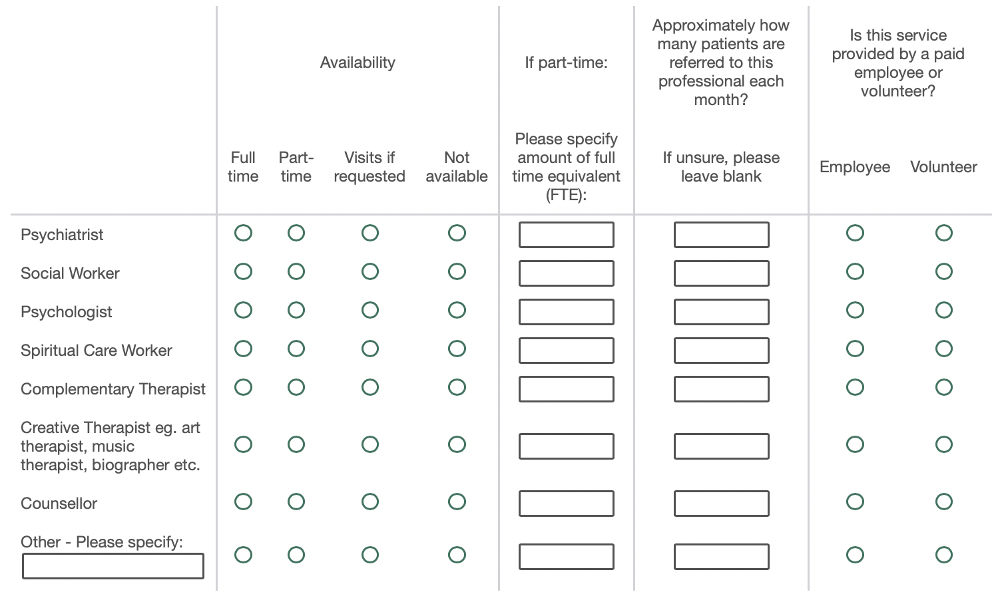 Availability
If part-time:
Approximately how
many patients are
referred to this
professional each
month?
Is this service
provided by a paid
employee or
volunteer?
Full
time
Part-
time
Visits if
requested
Not
available
Please specify
amount of full
time equivalent
(FTE):
If unsure, please
leave blank
Employee
Volunteer
Psychiatrist
Social Worker
Psychologist
Spiritual Care Worker
Complementary Therapist
Creative Therapist eg. art
therapist, music
therapist, biographer etc.
Counsellor
Other - Please specify: